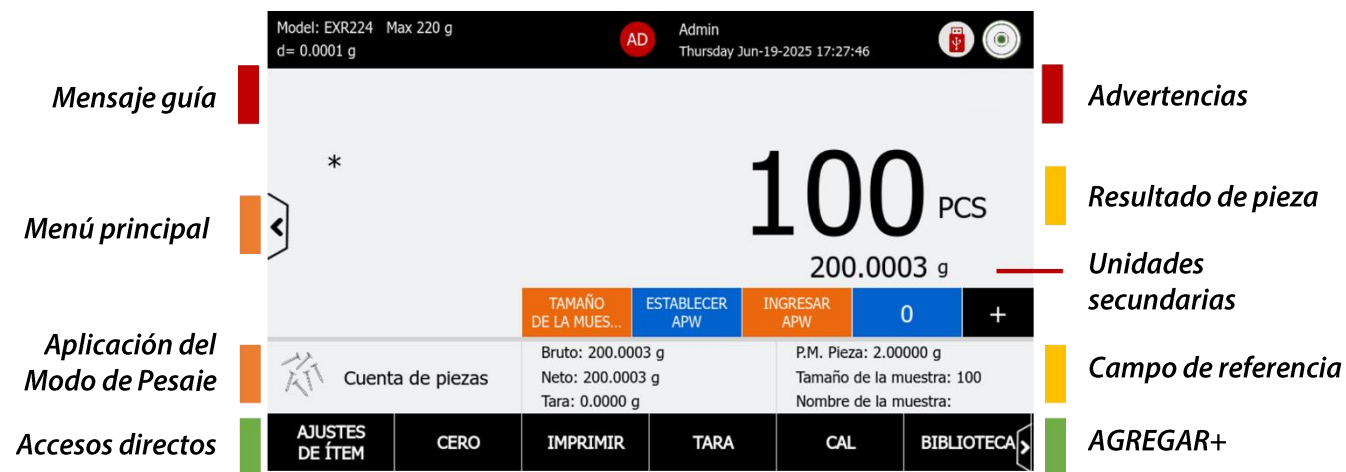 Model: EXR224 Max 220 g
d= 0.0001 g
AD
Admin
Thursday Jun-19-2025 17:27:46
Mensaje guía
Advertencias
*
100 PCS
Resultado de pieza
Menú principal
200.0003 g
Unidades
secundarias
TAMAÑO
DE LA MUES...
ESTABLECER
APW
INGRESAR
APW
0
+
Aplicación del
Modo de Pesaie
Cuenta de piezas
Bruto: 200.0003 g
Neto: 200.0003 g
Tara: 0.0000 g
P.M. Pieza: 2.00000 g
Tamaño de la muestra: 100
Nombre de la muestra:
Campo de referencia
Accesos directos
AJUSTES
DE ÍTEM
CERO
IMPRIMIR
TARA
CAL
BIBLIOTECA
AGREGAR+